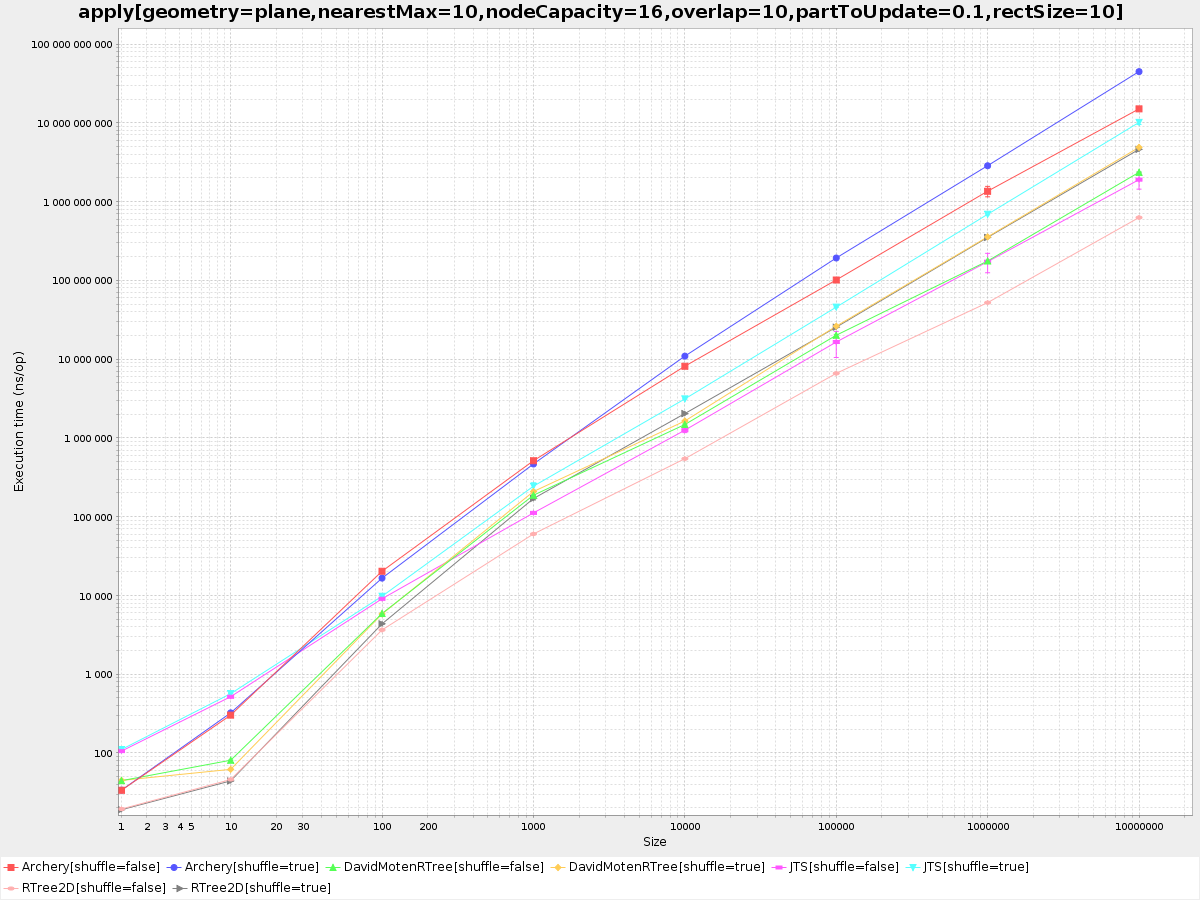 apply[geometry=plane,nearestMax=10,nodeCapacity=16,overlap=10,partToUpdate=0.1,rectSize=10]
100 000 000 000
10 000 000 000
1 000 000 000
100 000 000
10 000 000
1 000 000
100 000
10 000
1 000
100
Execution time (ns/op)
1 2 3 4 5 10 20 30 100 200 1000 10000 100000 1000000 10000000
Size
Archery[shuffle=false] Archery[shuffle=true] DavidMotenRTree[shuffle=false] DavidMotenRTree[shuffle=true] JTS[shuffle=false] JTS[shuffle=true]
RTree2D[shuffle=false] RTree2D[shuffle=true]